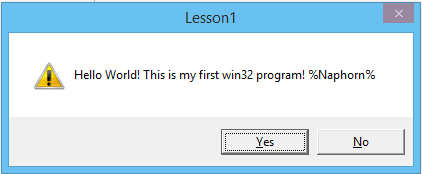 Lesson1
Hello World! This is my first win32 program! %Naphorn%
Yes No